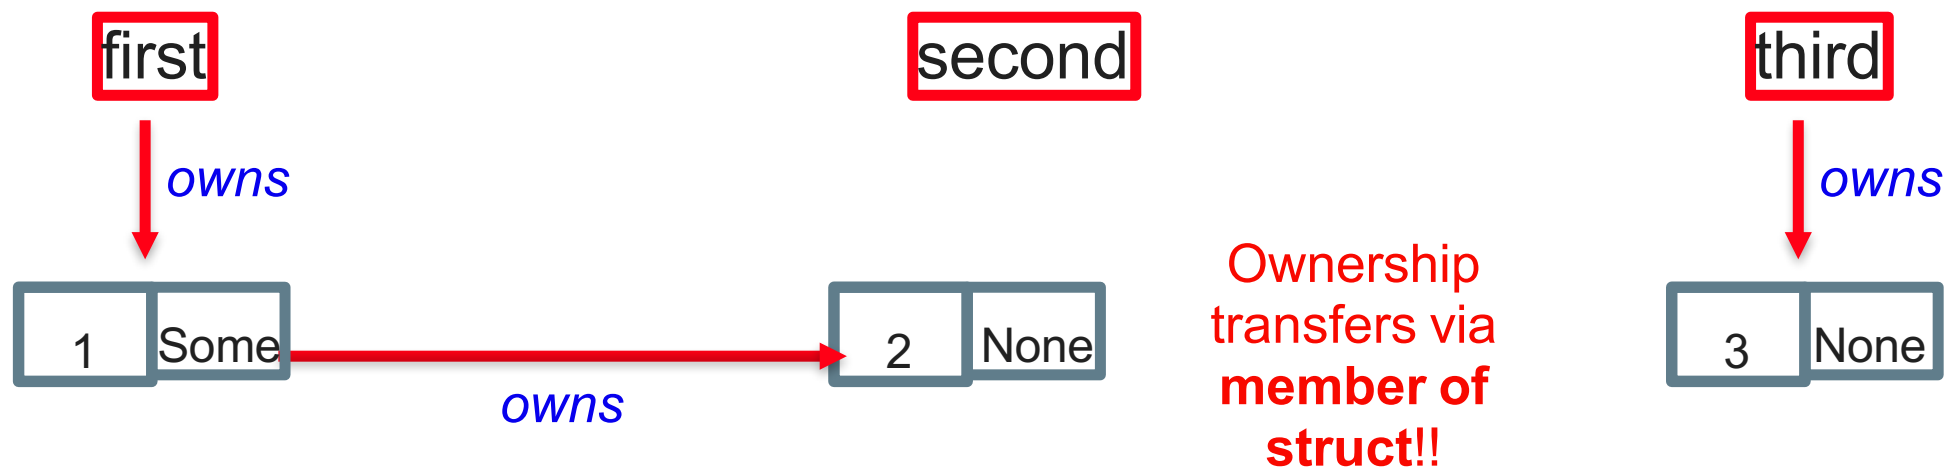 first
second
third
owns
owns
1
Some
owns
2
None
Ownership
transfers via
member of
struct!!
3
None